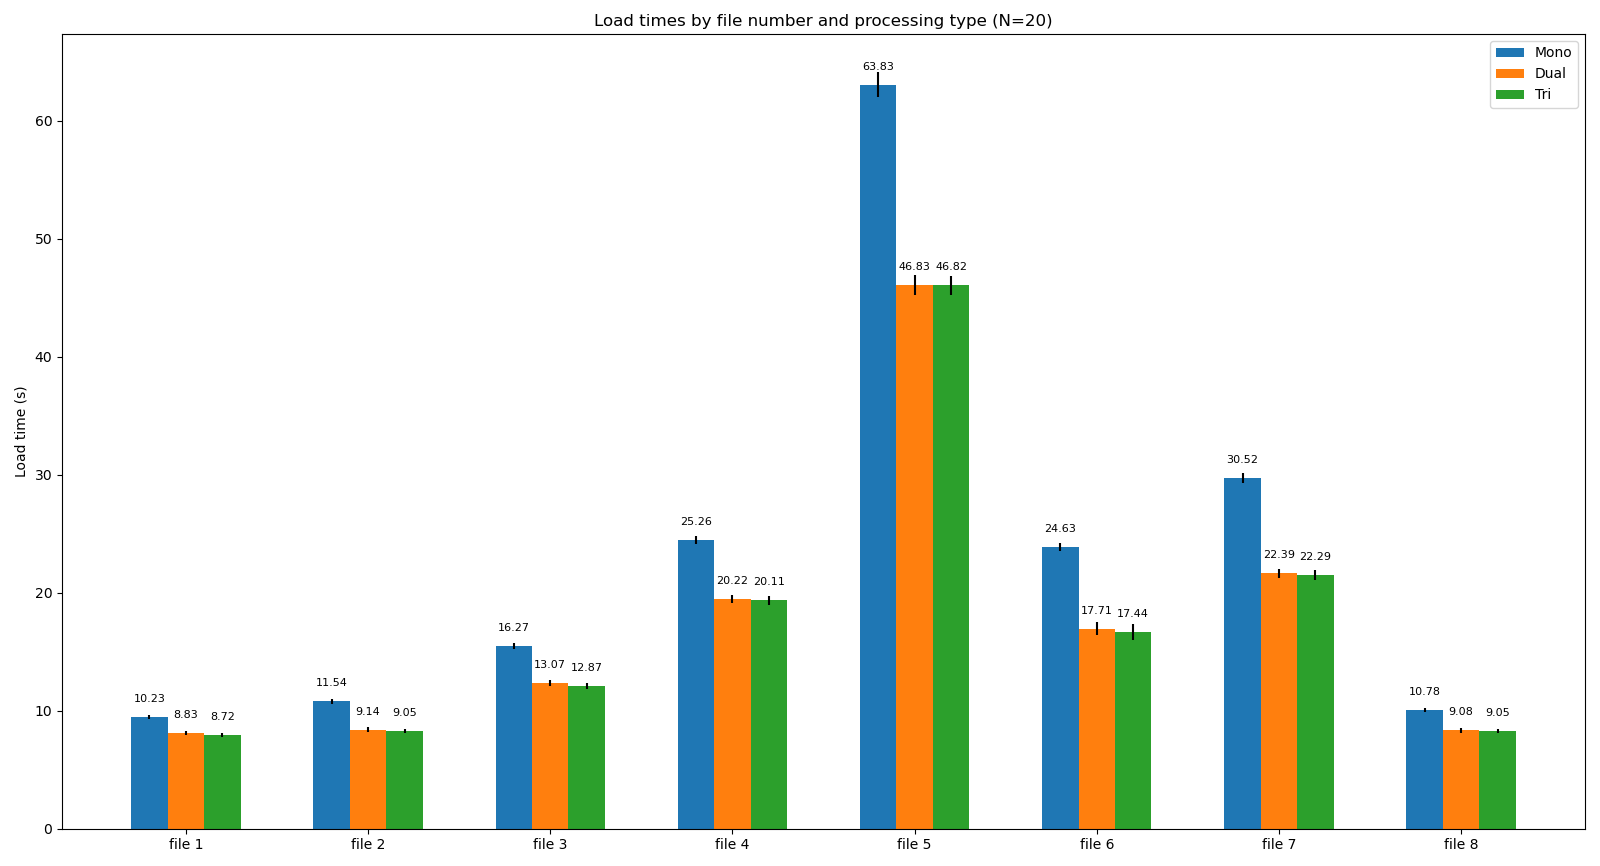 Load times by file number and processing type (N=20)
Mono
Dual
Tri
Load time (s)
60
50
40
30
20
10
0
10.23
8.83
8.72
11.54
9.14
9.05
16.27
13.07
12.87
25.26
20.22
20.11
63.83
46.83
46.82
24.63
17.71
17.44
30.52
22.39
22.29
10.78
9.08
9.05
file 1
file 2
file 3
file 4
file 5
file 6
file 7
file 8